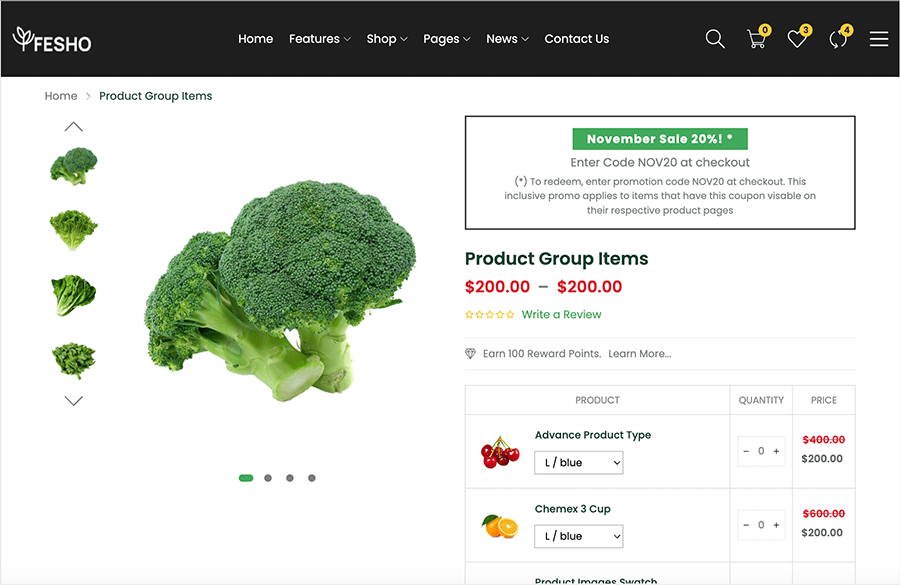 FESHO
Home Features Shop Pages News Contact Us
0 3 4
Home > Product Group Items
November Sale 20%! *
Enter Code NOV20 at checkout
(*) To redeem, enter promotion code NOV20 at checkout. This
inclusive promo applies to items that have this coupon visable on
their respective product pages
Product Group Items
$200.00 – $200.00
Write a Review
Earn 100 Reward Points. Learn More...
PRODUCT QUANTITY PRICE
Advance Product Type
L / blue
− 0 +
$400.00
$200.00
Chemex 3 Cup
L / blue
− 0 +
$600.00
$200.00
Product Images Swatch